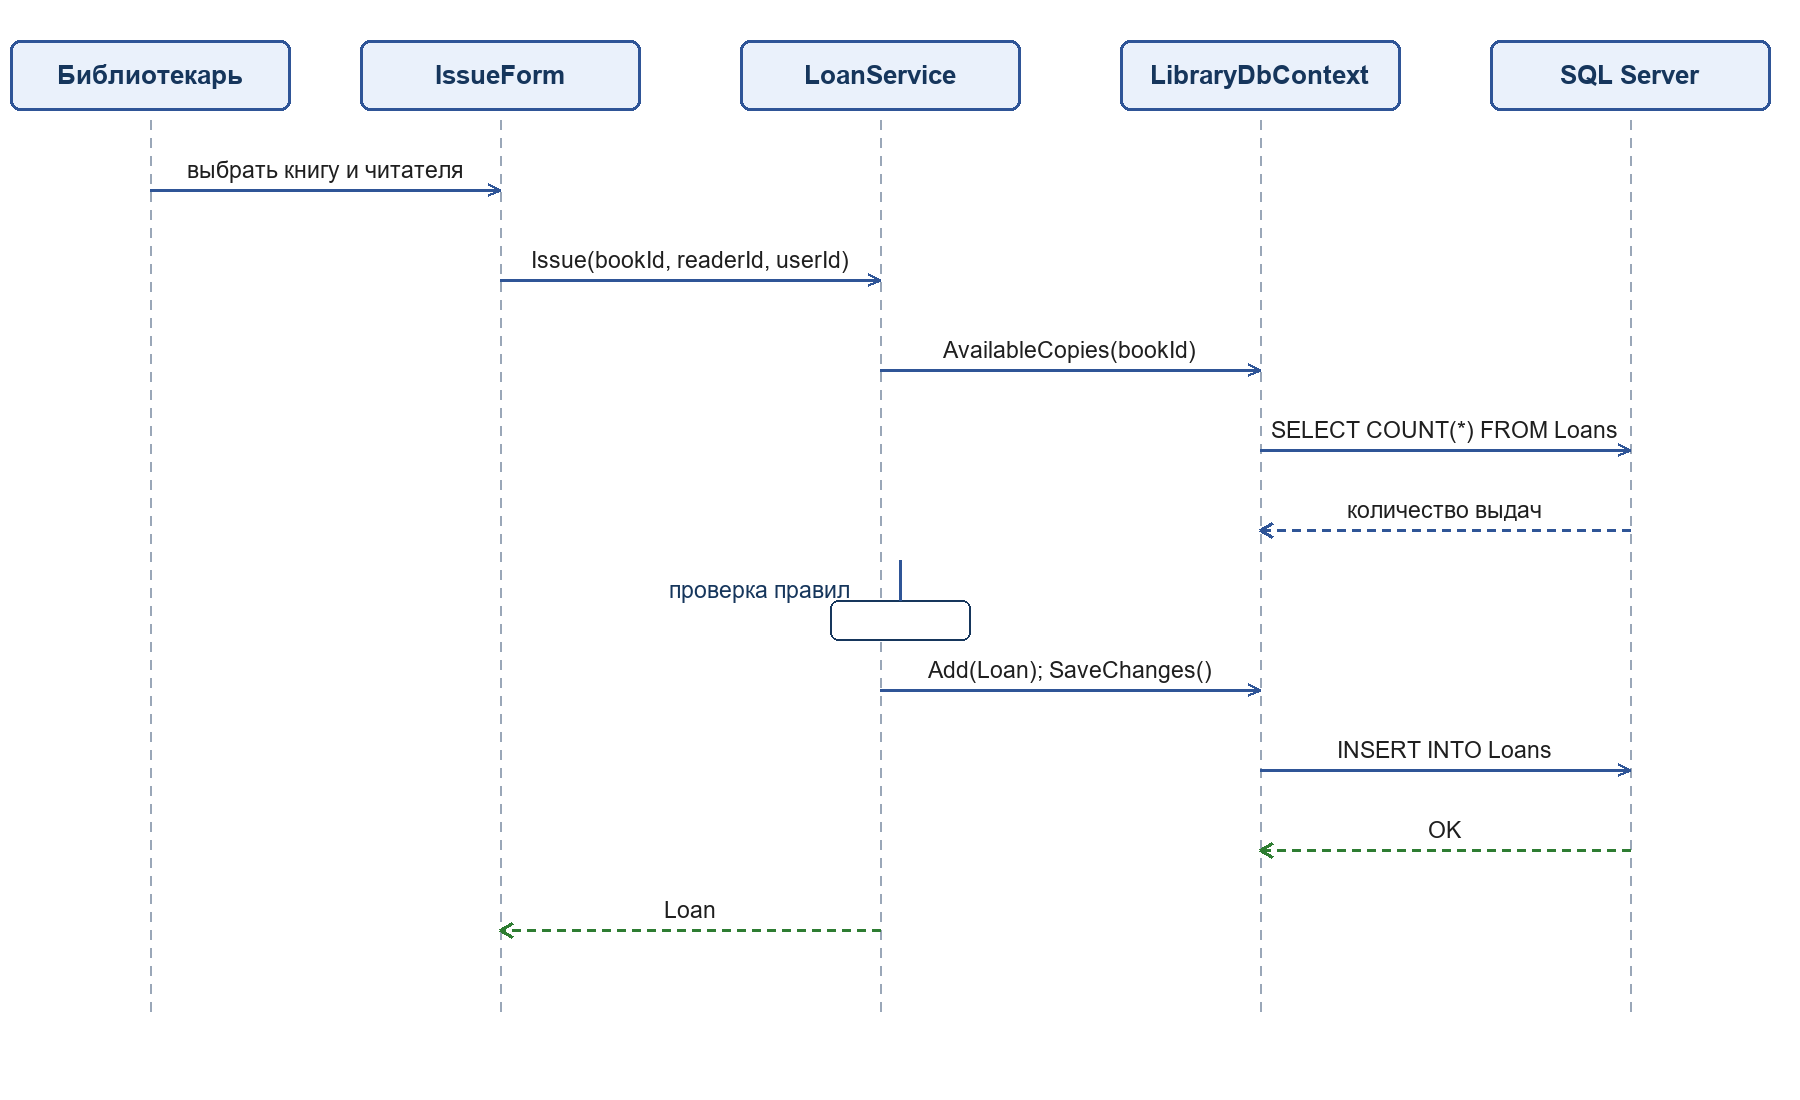 Библиотекарь
IssueForm
LoanService
LibraryDbContext
SQL Server
выбрать книгу и читателя
Issue(bookId, readerId, userId)
AvailableCopies(bookId)
SELECT COUNT(*) FROM Loans
количество выдач
проверка правил
Add(Loan); SaveChanges()
INSERT INTO Loans
OK
Loan